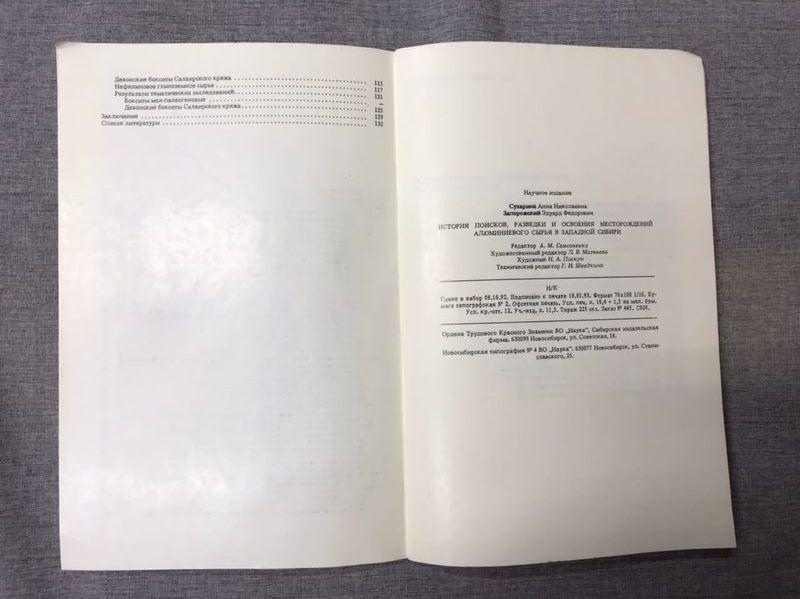 Девонские бокситы Салаирского кряжа . . . . . . . . . . . . . . . . . . . . 113
Нефелиновое глиноземное сырье . . . . . . . . . . . . . . . . . . . . 117
Результаты тематических исследований. . . . . . . . . . . . . . . . . . . . 121
Бокситы мел-палеогеновые . . . . . . . . . . . . . . . . . . . . —
Девонские бокситы Салаирского кряжа. . . . . . . . . . . . . . . . . . . . 125
Заключение . . . . . . . . . . . . . . . . . . . . 129
Список литературы . . . . . . . . . . . . . . . . . . . . 132
Научное издание
Сухарина Анна Николаевна
Запорожский Эдуард Федорович
ИСТОРИЯ ПОИСКОВ, РАЗВЕДКИ И ОСВОЕНИЯ МЕСТОРОЖДЕНИЙ
АЛЮМИНИЕВОГО СЫРЬЯ В ЗАПАДНОЙ СИБИРИ
Редактор А. М. Самсоненко
Художественный редактор Л. В. Матвеева
Художник Н. А. Пискун
Технический редактор Г. И. Шведкина
Н/К
Сдано в набор 08.10.92. Подписано к печати 18.01.93. Формат 70х100 1/16. Бу-
мага типографская № 2. Офсетная печать. Усл. печ. л. 10,4 + 1,3 на мел. бум.
Усл. кр.-отт. 12. Уч.-изд. л. 11,5. Тираж 225 экз. Заказ № 445. С028.
Ордена Трудового Красного Знамени ВО „Наука", Сибирская издательская
фирма. 630099 Новосибирск, ул. Советская, 18.
Новосибирская типография № 4 ВО „Наука". 630077 Новосибирск, ул. Станис-
лавского, 25.